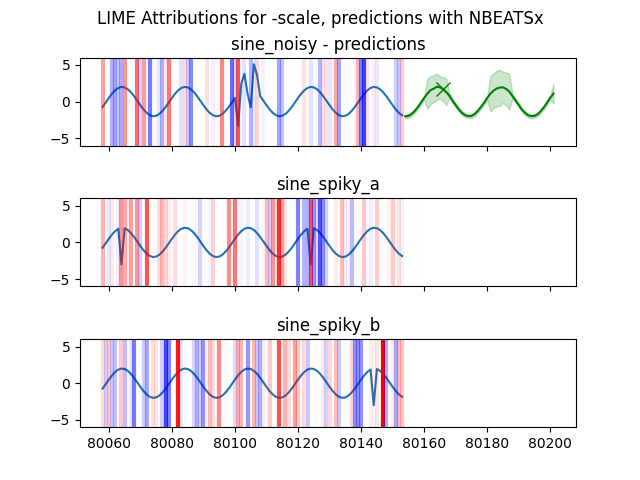 LIME Attributions for -scale, predictions with NBEATSx
sine_noisy - predictions
5
0
−5
sine_spiky_a
5
0
−5
sine_spiky_b
5
0
−5
80060 80080 80100 80120 80140 80160 80180 80200